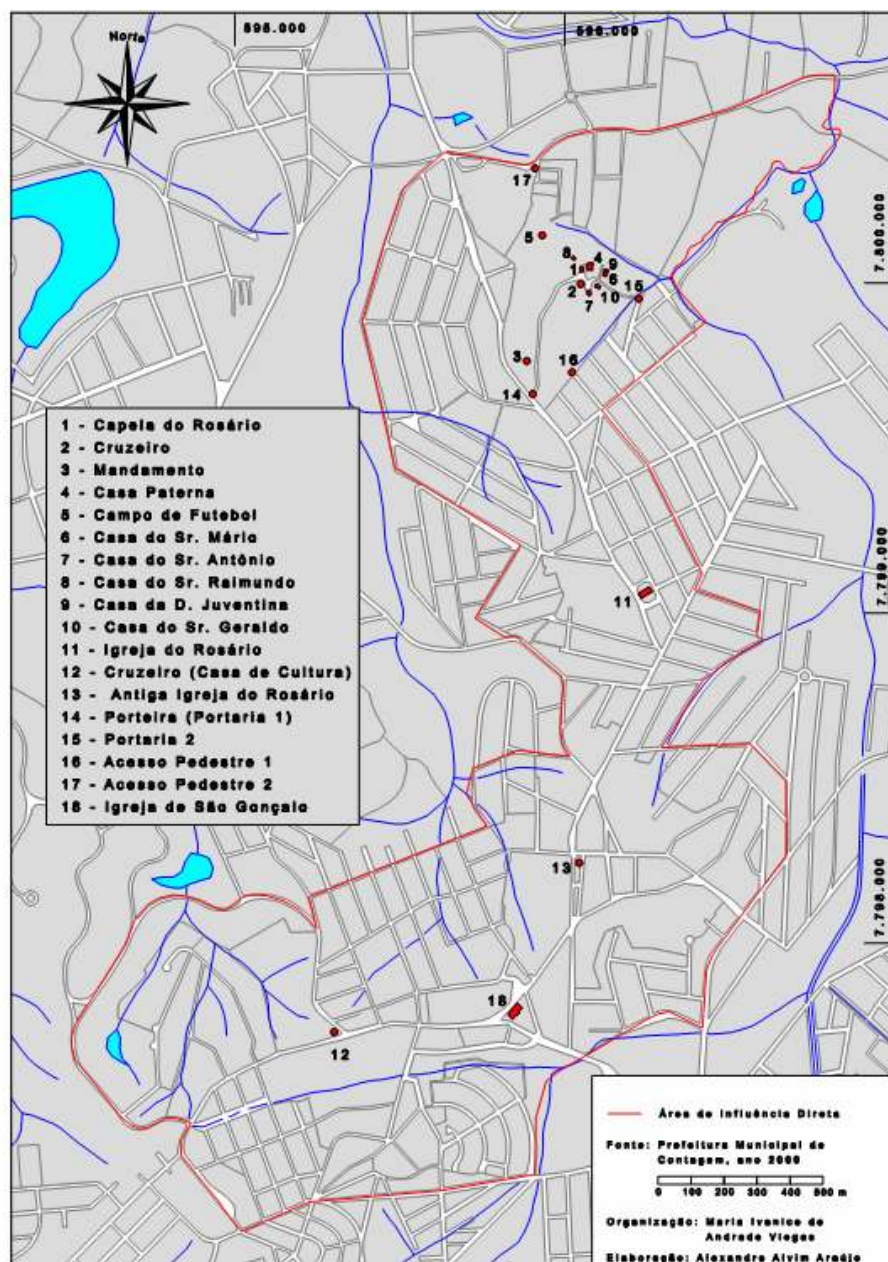 Norte
595.000
596.000
7.800.000
7.799.000
7.798.000
17
5
8
4
9
1
6
2
10
15
7
3
16
14
11
13
18
12
1 - Capela do Rosário
2 - Cruzeiro
3 - Mandamento
4 - Casa Paterna
5 - Campo de Futebol
6 - Casa do Sr. Mário
7 - Casa do Sr. Antônio
8 - Casa do Sr. Raimundo
9 - Casa da D. Juventina
10 - Casa do Sr. Geraldo
11 - Igreja do Rosário
12 - Cruzeiro (Casa de Cultura)
13 - Antiga Igreja do Rosário
14 - Porteira (Portaria 1)
15 - Portaria 2
16 - Acesso Pedestre 1
17 - Acesso Pedestre 2
18 - Igreja de São Gonçalo
Área de Influência Direta
Fonte: Prefeitura Municipal de
Contagem, ano 2000
0 100 200 300 400 500 m
Organização: Maria Ivanice de
Andrade Viegas
Elaboração: Alexandre Alvim Araújo